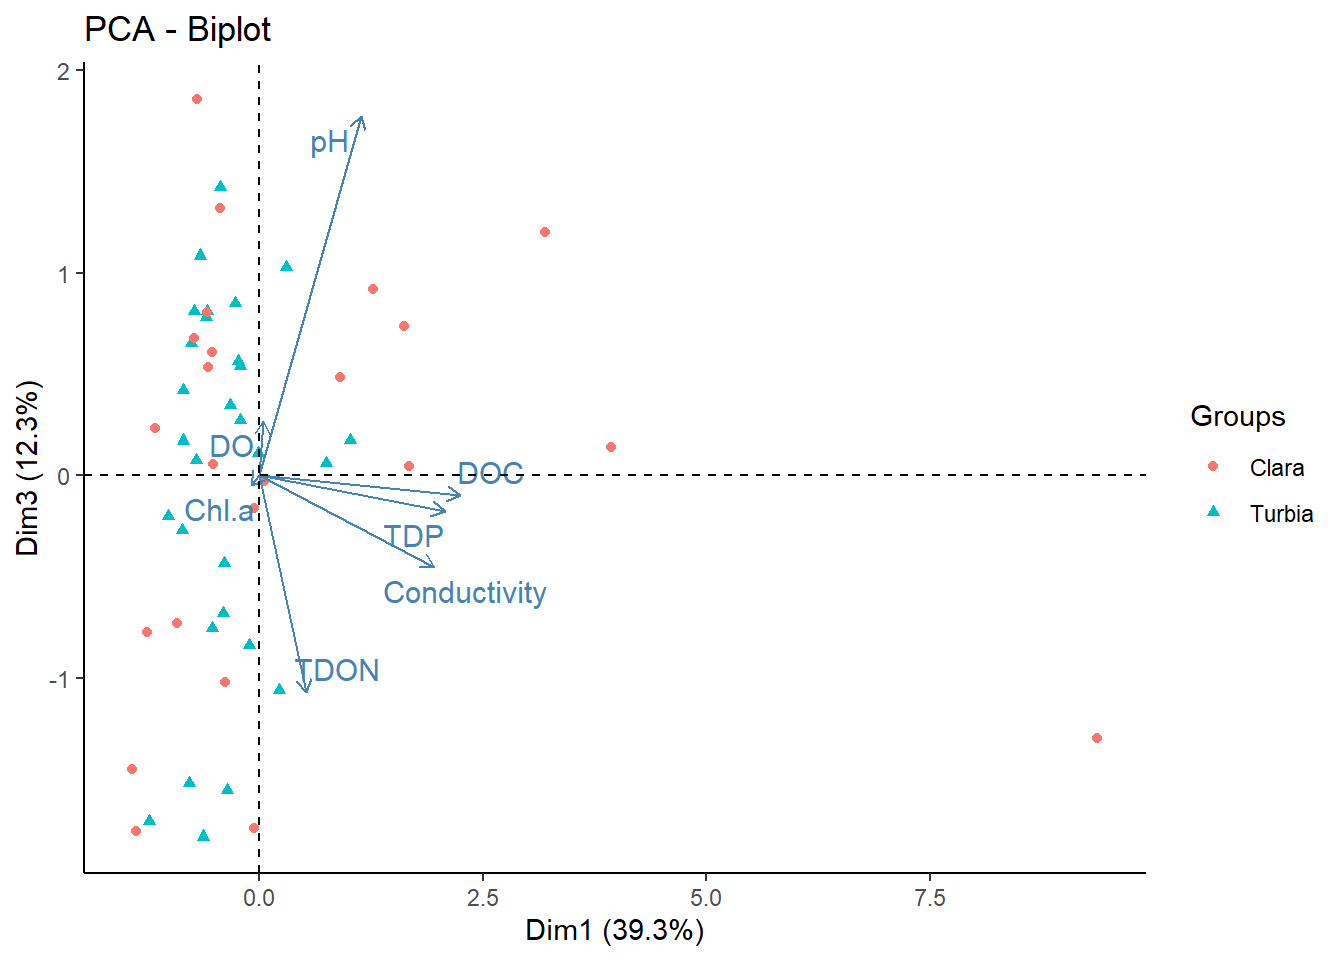 PCA - Biplot
2
1
0
-1
Dim3 (12.3%)
pH
DO
DOC
Chl.a
TDP
Conductivity
TDON
0.0
2.5
5.0
7.5
Dim1 (39.3%)
Groups
Clara
Turbia